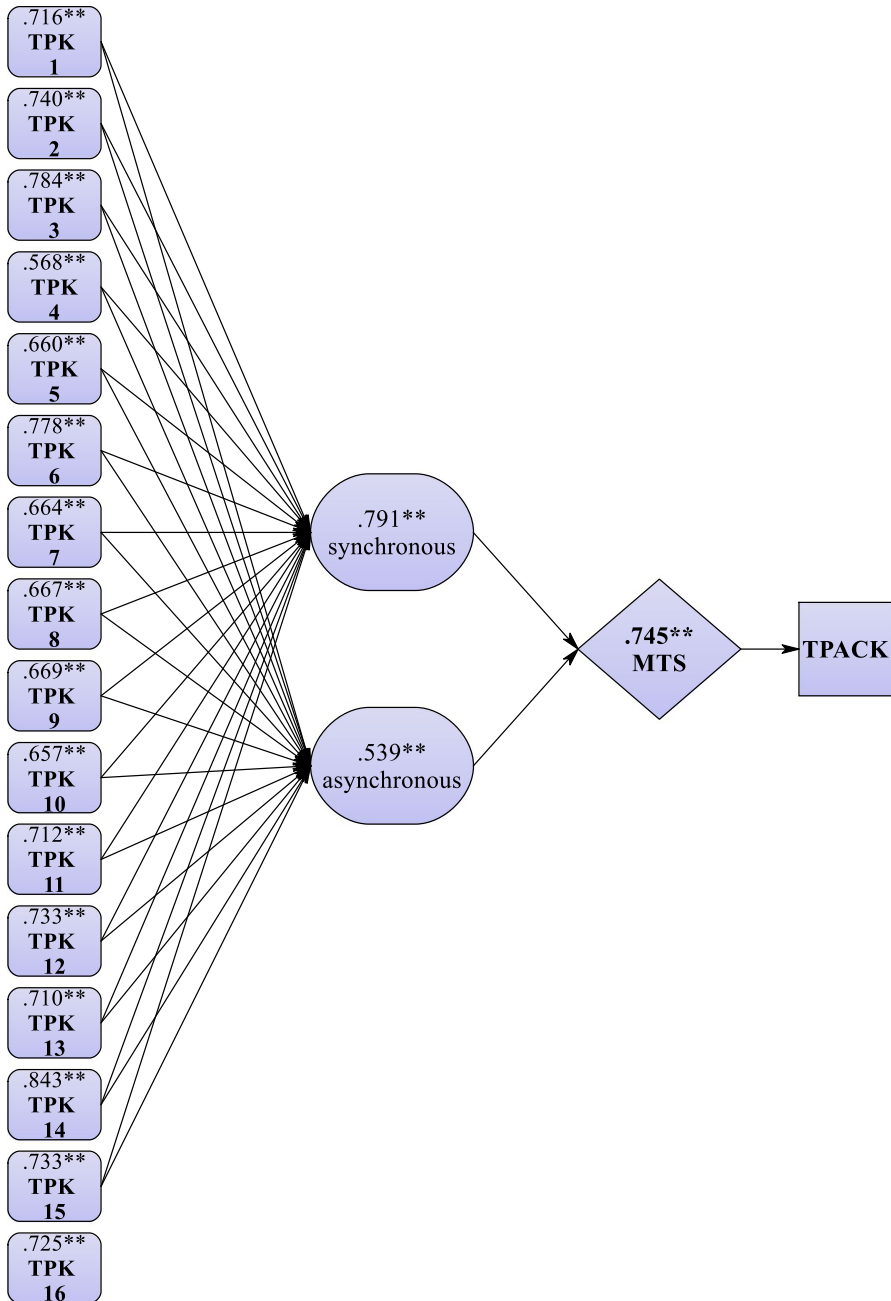 .716**
TPK
1
.740**
TPK
2
.784**
TPK
3
.568**
TPK
4
.660**
TPK
5
.778**
TPK
6
.664**
TPK
7
.667**
TPK
8
.669**
TPK
9
.657**
TPK
10
.712**
TPK
11
.733**
TPK
12
.710**
TPK
13
.843**
TPK
14
.733**
TPK
15
.725**
TPK
16
.791**
synchronous
.539**
asynchronous
.745**
MTS
TPACK